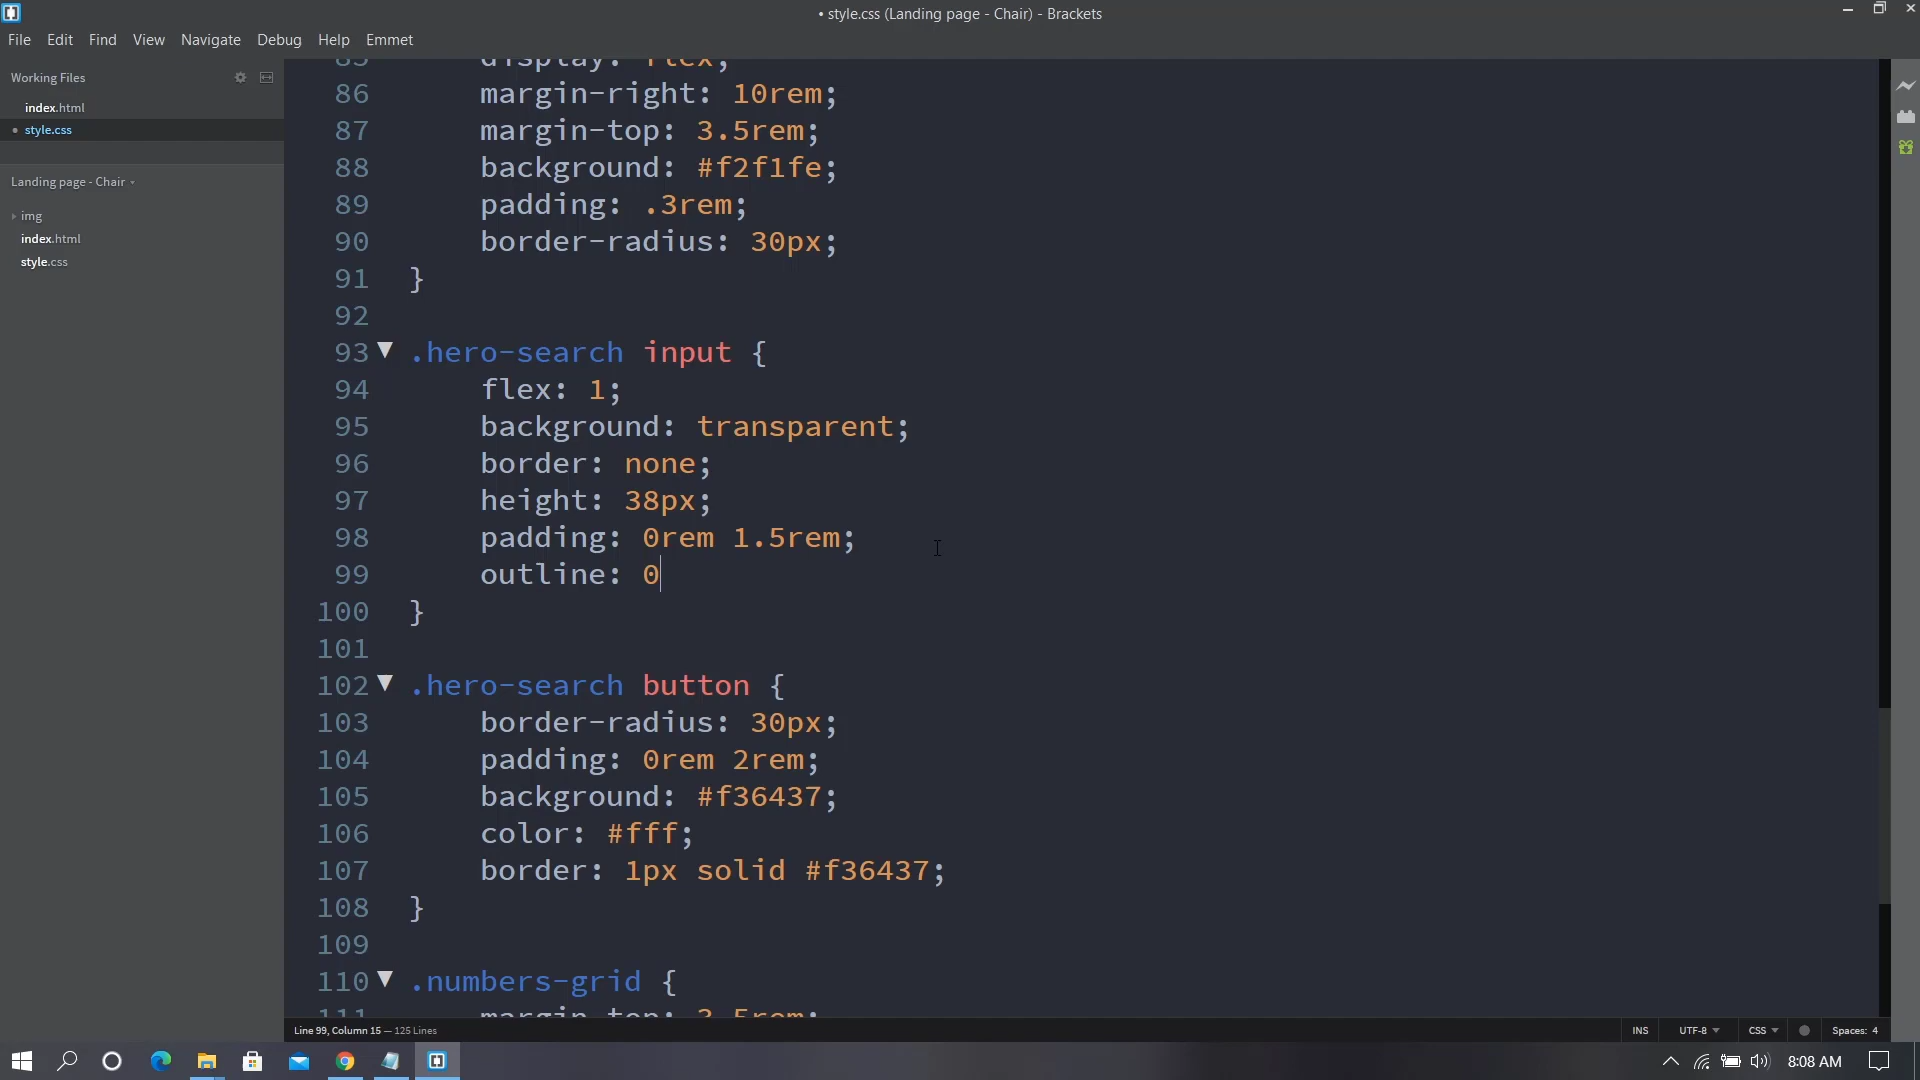 • style.css (Landing page - Chair) - Brackets
File Edit Find View Navigate Debug Help Emmet
Working Files
index.html
• style.css
Landing page - Chair
img
index.html
style.css
85 display: flex;
86 margin-right: 10rem;
87 margin-top: 3.5rem;
88 background: #f2f1fe;
89 padding: .3rem;
90 border-radius: 30px;
91 }
92
93 .hero-search input {
94 flex: 1;
95 background: transparent;
96 border: none;
97 height: 38px;
98 padding: 0rem 1.5rem;
99 outline: 0
100 }
101
102 .hero-search button {
103 border-radius: 30px;
104 padding: 0rem 2rem;
105 background: #f36437;
106 color: #fff;
107 border: 1px solid #f36437;
108 }
109
110 .numbers-grid {
111 margin-top: 3.5rem;
Line 99, Column 15 — 125 Lines
INS UTF-8 CSS Spaces: 4
8:08 AM